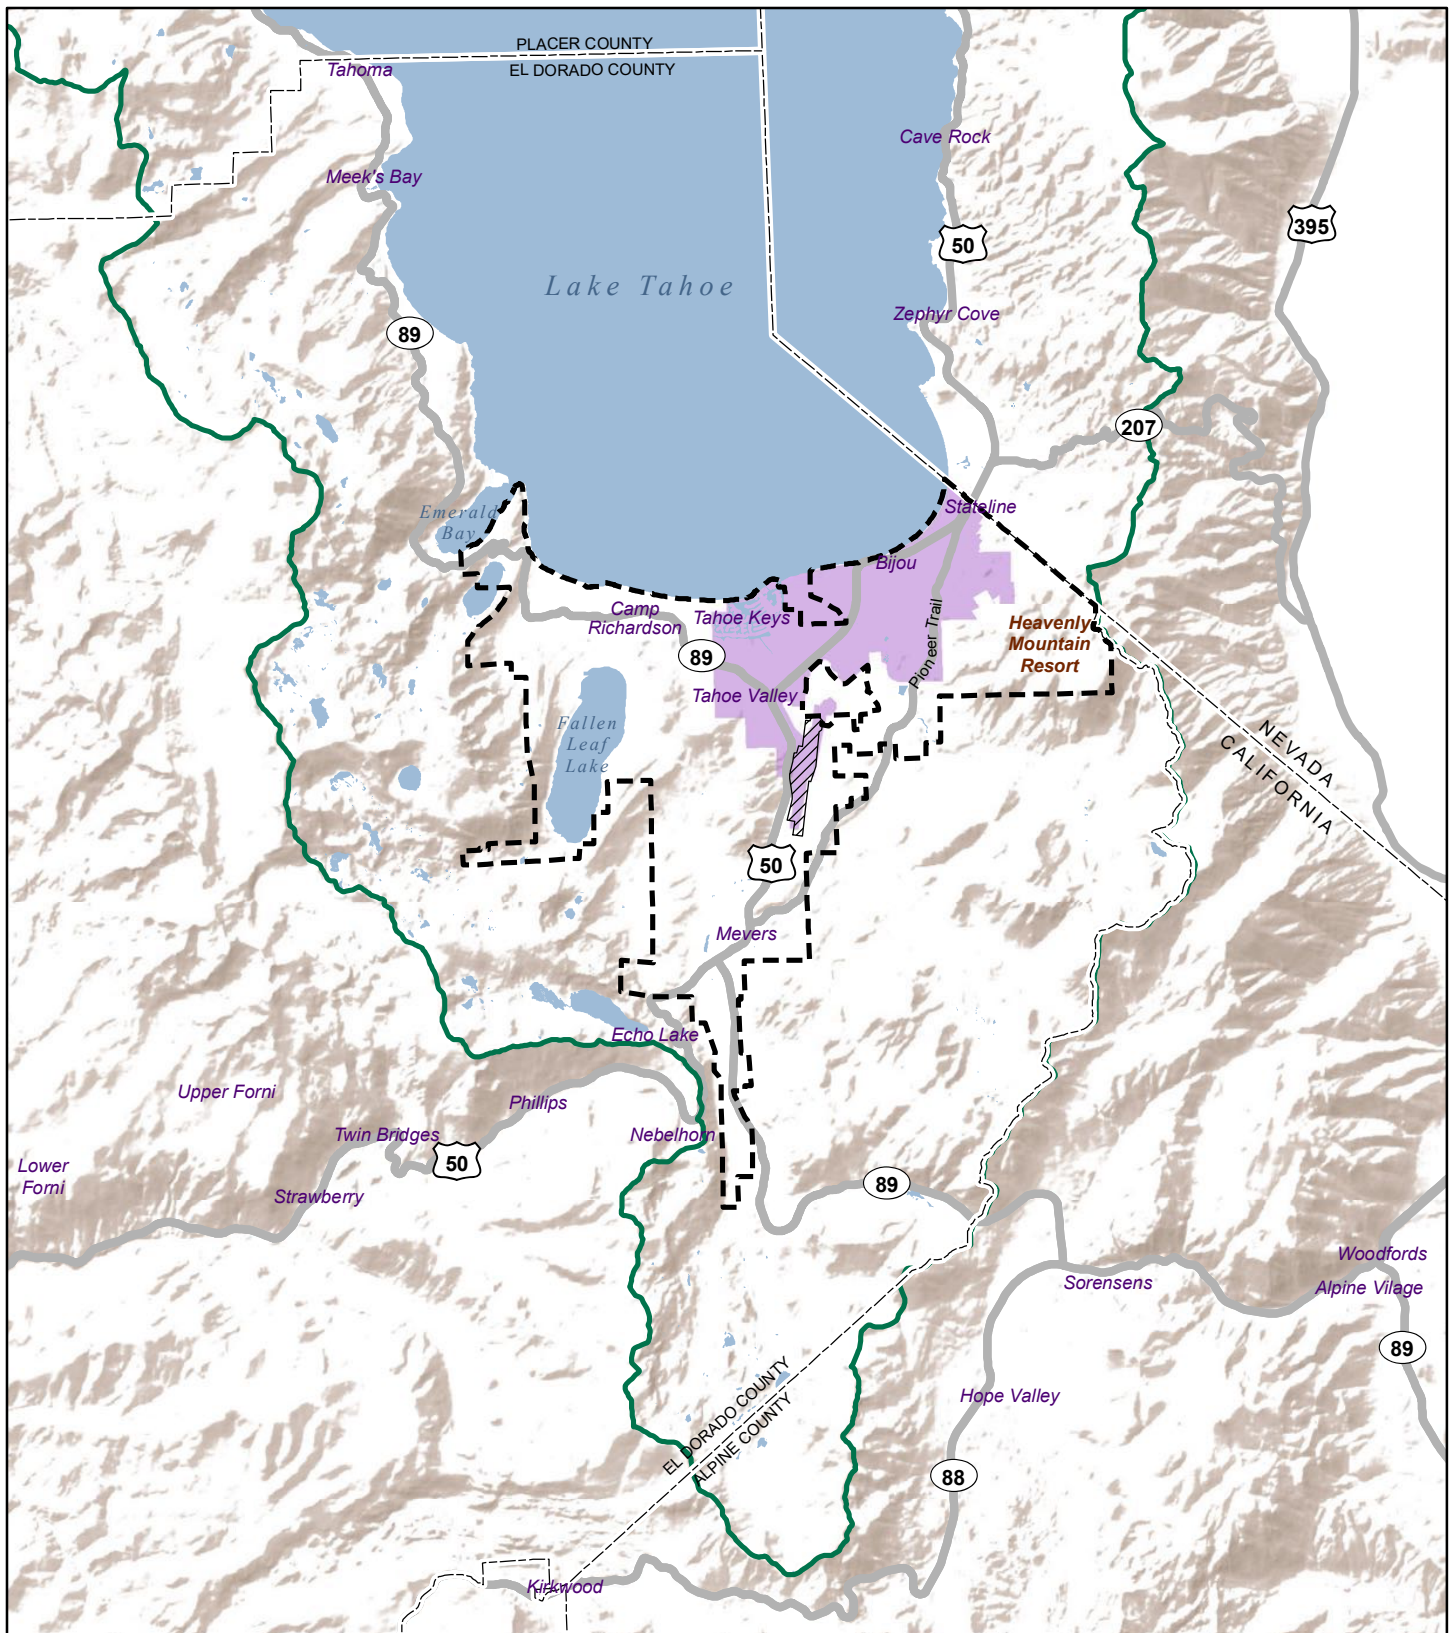 PLACER COUNTY
EL DORADO COUNTY
Tahoma
Cave Rock
Meek's Bay
395
50
Lake Tahoe
Zephyr Cove
89
207
Emerald
Bay
Stateline
Bijou
Camp
Richardson
Tahoe Keys
Pioneer Trail
Heavenly
Mountain
Resort
89
Tahoe Valley
Fallen
Leaf
Lake
NEVADA
CALIFORNIA
50
Mevers
Echo Lake
Upper Forni
Phillips
Twin Bridges
Nebelhorn
50
Lower
Forni
Strawberry
89
Woodfords
Sorensens
Alpine Vilage
89
EL DORADO COUNTY
ALPINE COUNTY
Hope Valley
88
Kirkwood